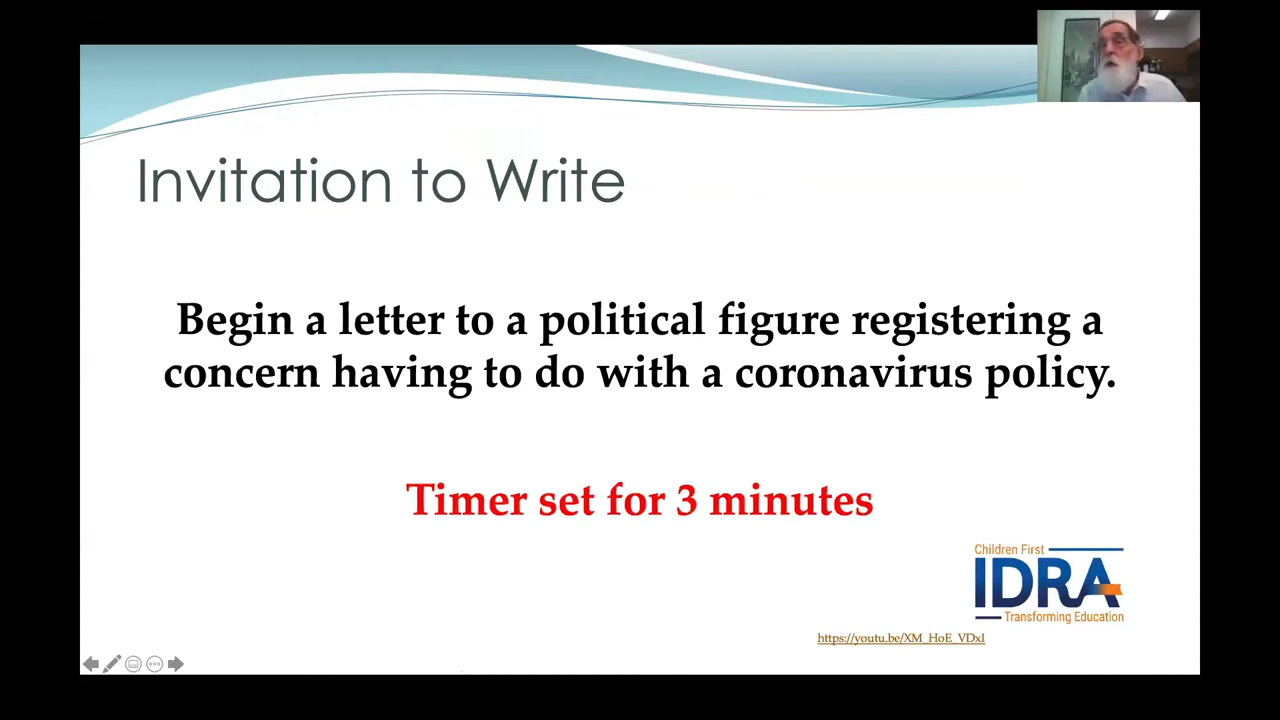 Invitation to Write
Begin a letter to a political figure registering a
concern having to do with a coronavirus policy.
Timer set for 3 minutes
Children First
IDRA
Transforming Education
https://youtu.be/XM_HoE_VDxI